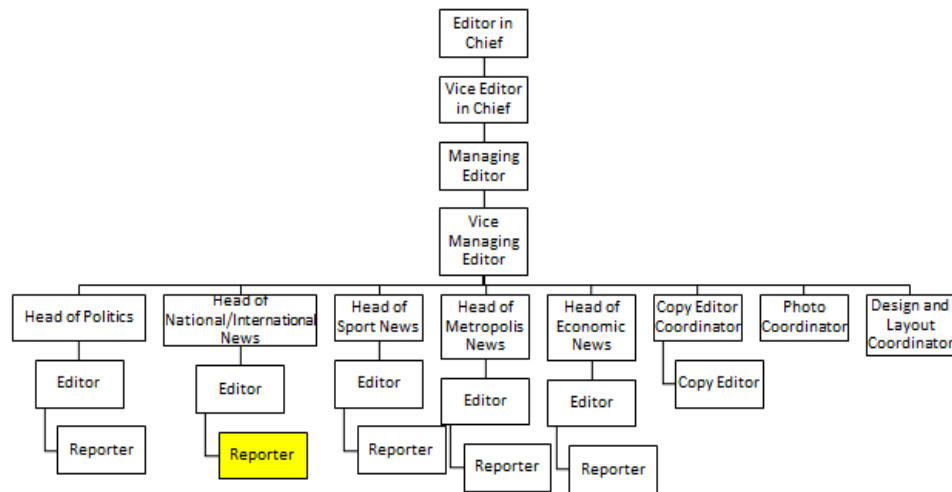 Editor in
Chief
Vice Editor
in Chief
Managing
Editor
Vice
Managing
Editor
Head of Politics
Head of
National/International
News
Head of
Sport News
Head of
Metropolis
News
Head of
Economic
News
Copy Editor
Coordinator
Photo
Coordinator
Design and
Layout
Coordinator
Editor
Editor
Editor
Editor
Editor
Copy Editor
Reporter
Reporter
Reporter
Reporter
Reporter